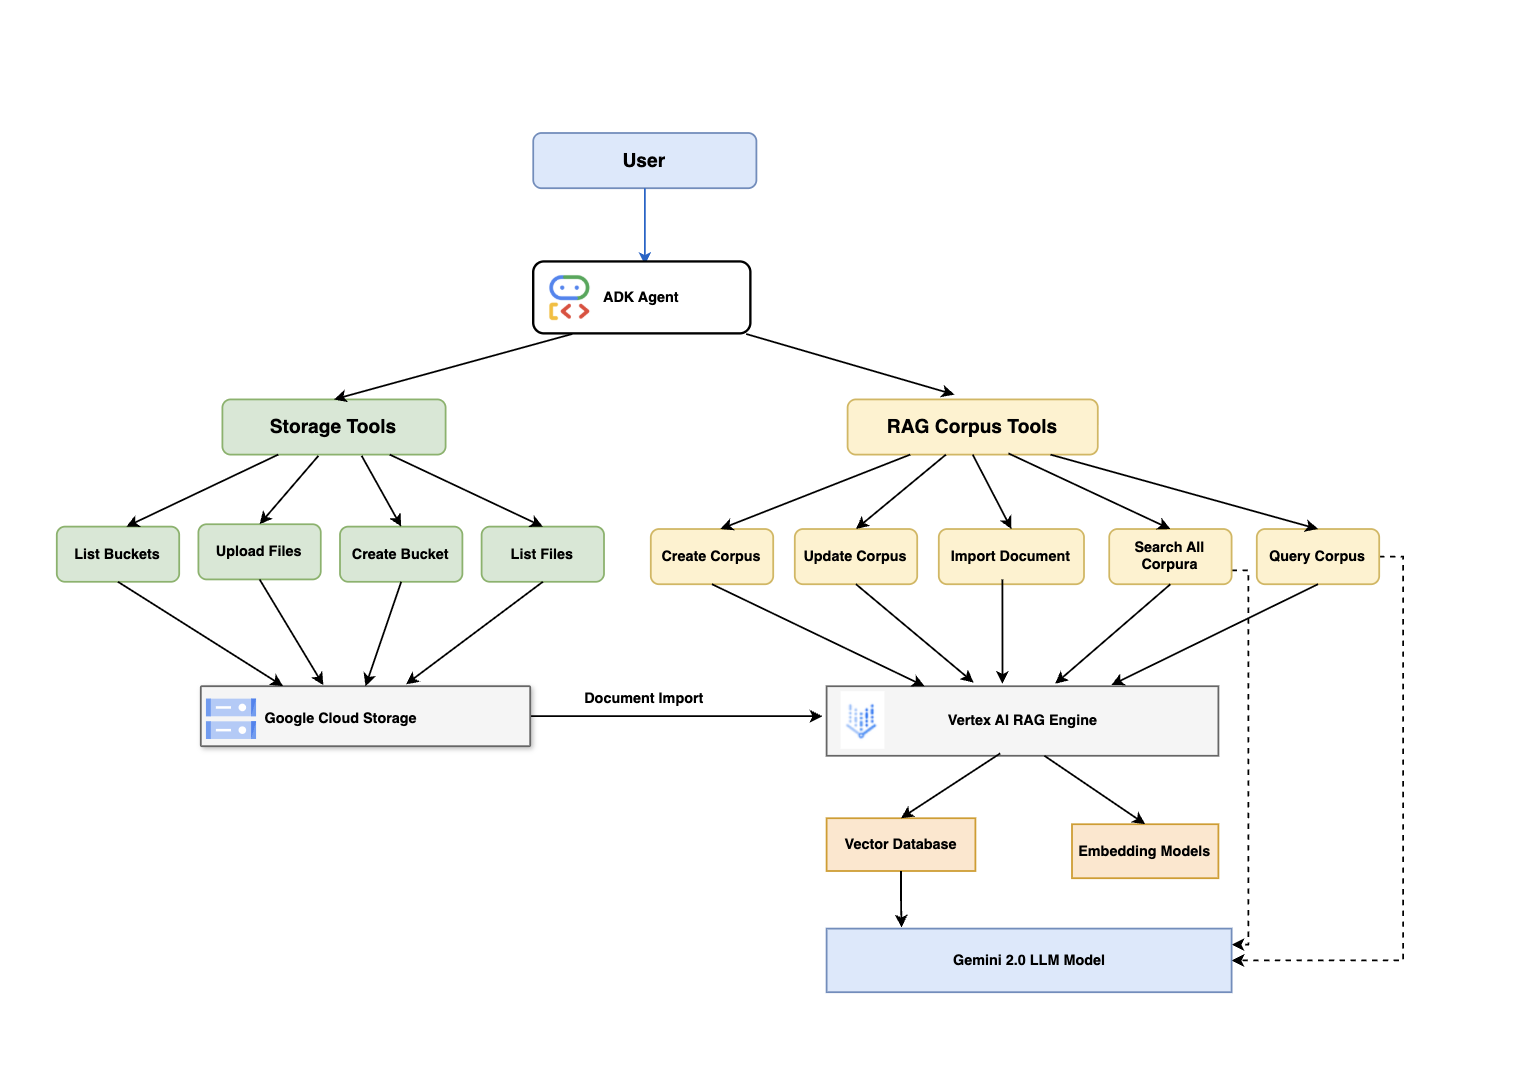 User
ADK Agent
Storage Tools
RAG Corpus Tools
List Buckets
Upload Files
Create Bucket
List Files
Create Corpus
Update Corpus
Import Document
Search All
Corpura
Query Corpus
Google Cloud Storage
Document Import
Vertex AI RAG Engine
Vector Database
Embedding Models
Gemini 2.0 LLM Model